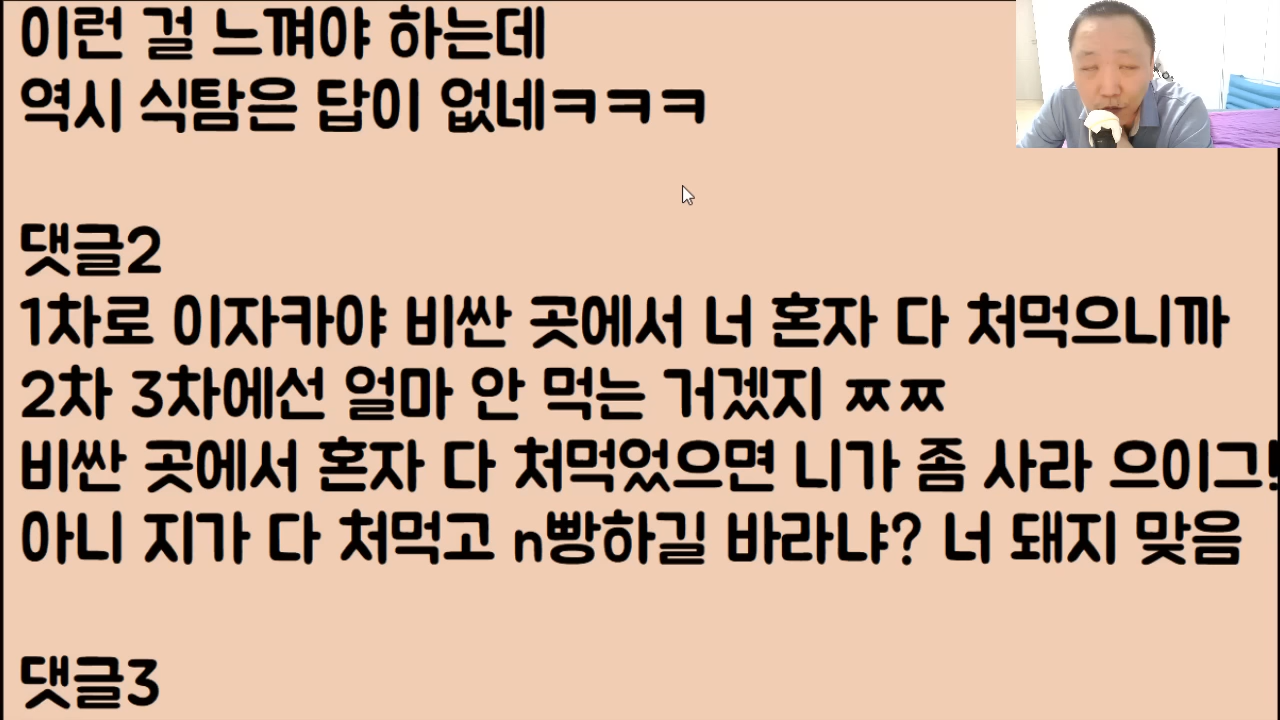 이런 걸 느껴야 하는데
역시 식탐은 답이 없네ㅋㅋㅋ
댓글2
1차로 이자카야 비싼 곳에서 너 혼자 다 처먹으니까
2차 3차에선 얼마 안 먹는 거겠지 ㅉㅉ
비싼 곳에서 혼자 다 처먹었으면 니가 좀 사라 으이그!
아니 지가 다 처먹고 n빵하길 바라냐? 너 돼지 맞음
댓글3